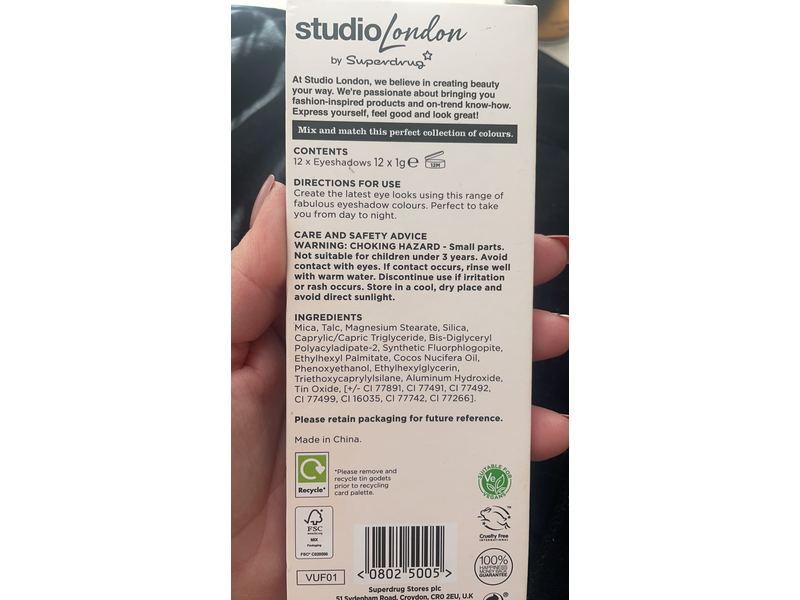 studioLondon
by Superdrug
At Studio London, we believe in creating beauty
your way. We're passionate about bringing you
fashion-inspired products and on-trend know-how.
Express yourself, feel good and look great!
Mix and match this perfect collection of colours.
CONTENTS
12 x Eyeshadows 12 x 1g e 12M
DIRECTIONS FOR USE
Create the latest eye looks using this range of
fabulous eyeshadow colours. Perfect to take
you from day to night.
CARE AND SAFETY ADVICE
WARNING: CHOKING HAZARD - Small parts.
Not suitable for children under 3 years. Avoid
contact with eyes. If contact occurs, rinse well
with warm water. Discontinue use if irritation
or rash occurs. Store in a cool, dry place and
avoid direct sunlight.
INGREDIENTS
Mica, Talc, Magnesium Stearate, Silica,
Caprylic/Capric Triglyceride, Bis-Diglyceryl
Polyacyladipate-2, Synthetic Fluorphlogopite,
Ethylhexyl Palmitate, Cocos Nucifera Oil,
Phenoxyethanol, Ethylhexylglycerin,
Triethoxycaprylylsilane, Aluminum Hydroxide,
Tin Oxide, [+/- CI 77891, CI 77491, CI 77492,
CI 77499, CI 16035, CI 77742, CI 77266].
Please retain packaging for future reference.
Made in China.
Recycle*
*Please remove and
recycle tin godets
prior to recycling
card palette.
SUITABLE FOR
Ve
VEGANS
FSC
MIX
Packaging
Cruelty Free
INTERNATIONAL
TM
100%
HAPPINESS
GUARANTEE
VUF01
<0802 5005>
Superdrug Stores plc
51 Sydenham Road, Croydon, CR0 2EU, U.K